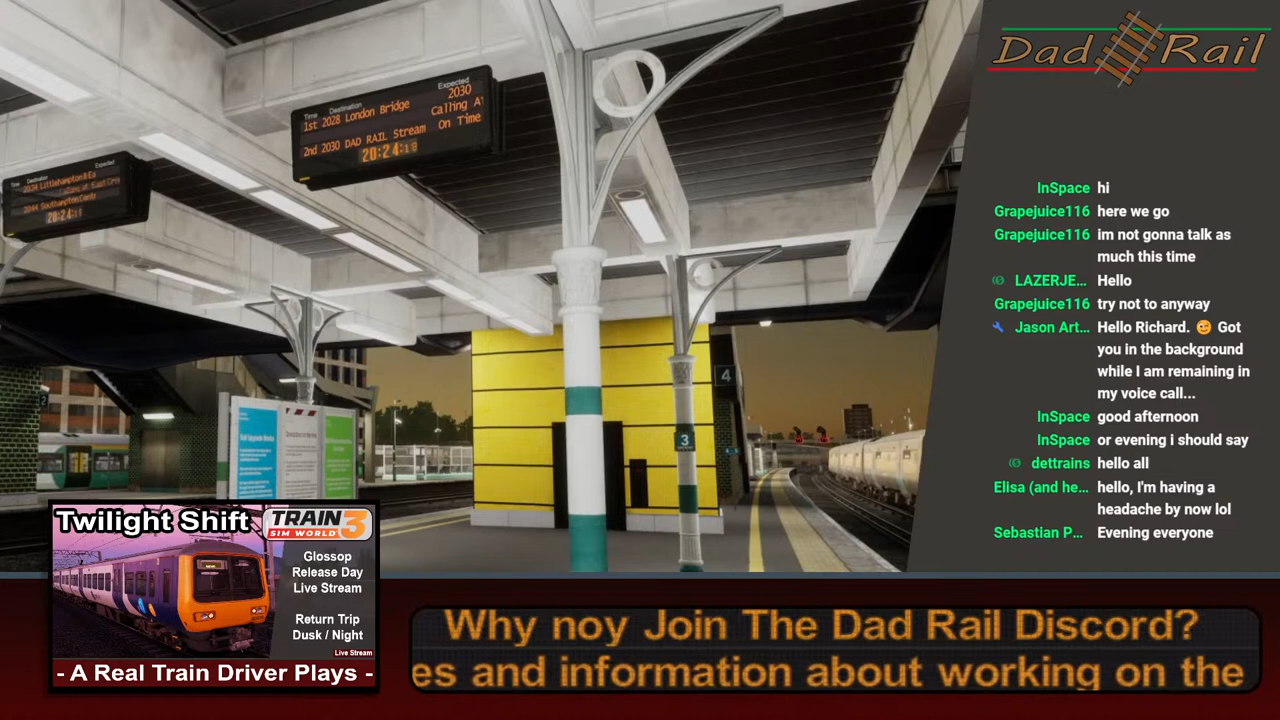 Dad Rail
Time Destination Expected
1st 2028 London Bridge 2030
Calling A
2nd 2030 DAD RAIL Stream On Time
20:24:18
Time Destination Expected
20:24:18
4
3
2
InSpace hi
Grapejuice116 here we go
Grapejuice116 im not gonna talk as
much this time
LAZERJE... Hello
Grapejuice116 try not to anyway
Jason Art... Hello Richard. 😅 Got
you in the background
while I am remaining in
my voice call...
InSpace good afternoon
InSpace or evening i should say
dettrains hello all
Elisa (and he... hello, I'm having a
headache by now lol
Sebastian P... Evening everyone
Twilight Shift
TRAIN
SIM WORLD 3
Glossop
Release Day
Live Stream
Return Trip
Dusk / Night
Live Stream
- A Real Train Driver Plays -
Why noy Join The Dad Rail Discord?
es and information about working on the